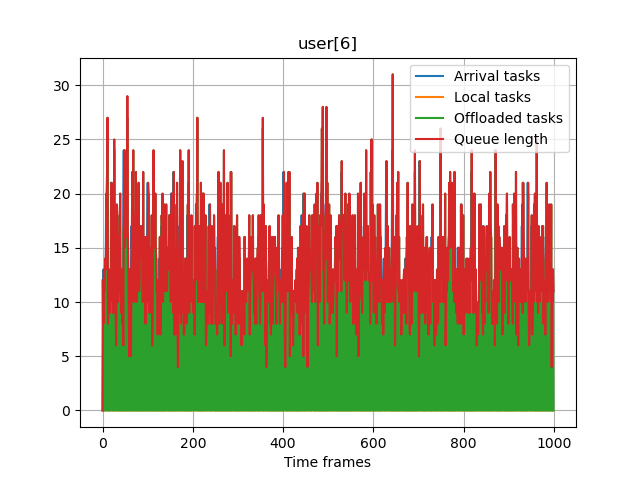 user[6]
Arrival tasks
Local tasks
Offloaded tasks
Queue length
30
25
20
15
10
5
0
0 200 400 600 800 1000
Time frames